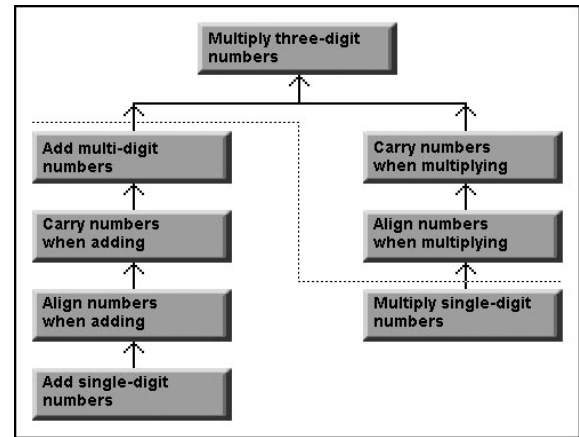 Multiply three-digit
numbers
Add multi-digit
numbers
Carry numbers
when multiplying
Carry numbers
when adding
Align numbers
when multiplying
Align numbers
when adding
Multiply single-digit
numbers
Add single-digit
numbers